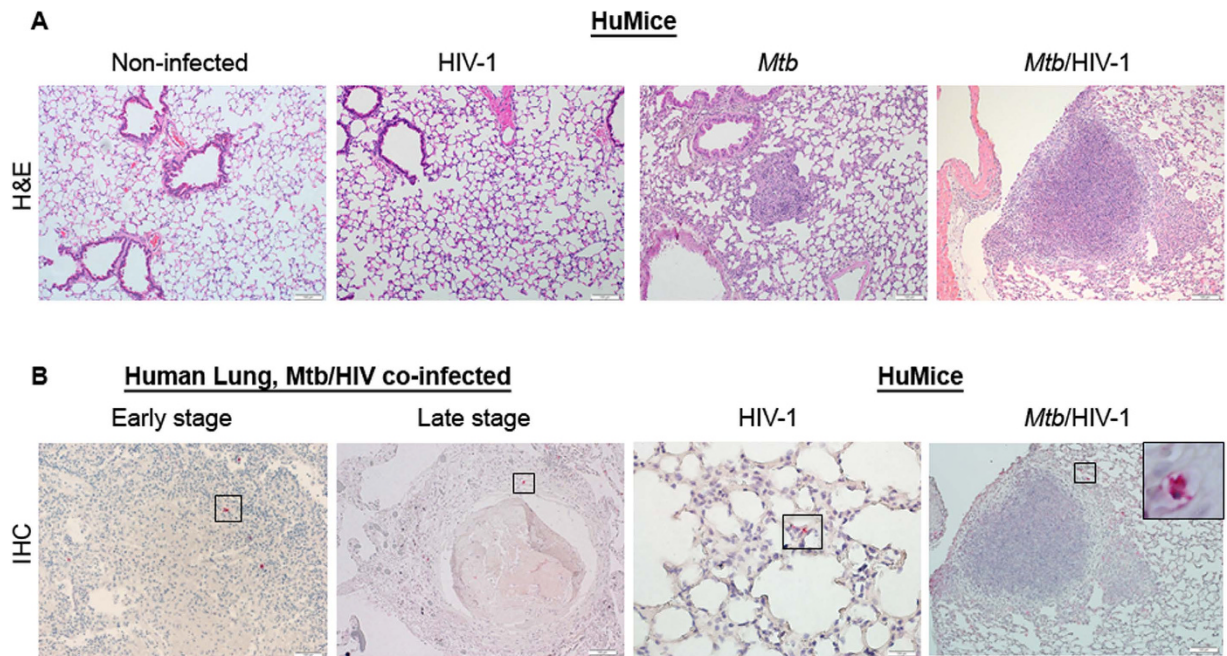 A
HuMice
Non-infected
HIV-1
Mtb
Mtb/HIV-1
H&E
B
Human Lung, Mtb/HIV co-infected
HuMice
Early stage
Late stage
HIV-1
Mtb/HIV-1
IHC